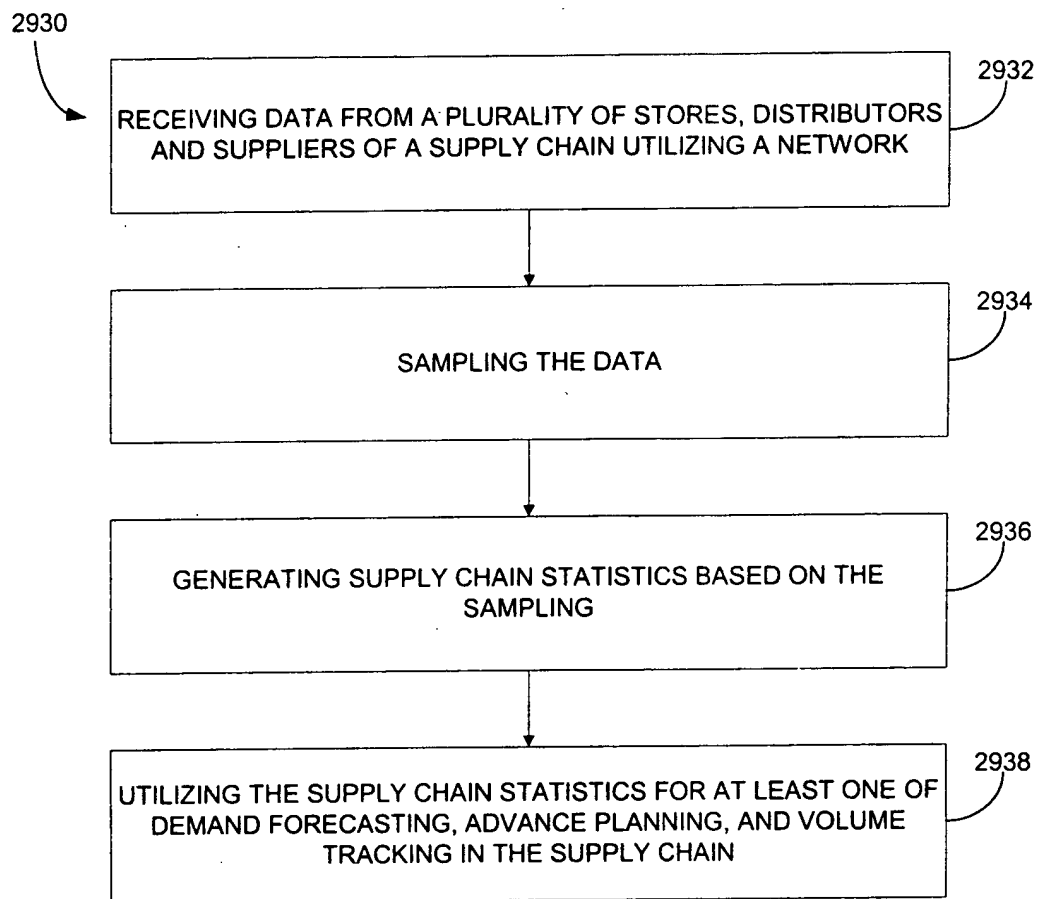 2930
2932
RECEIVING DATA FROM A PLURALITY OF STORES, DISTRIBUTORS
AND SUPPLIERS OF A SUPPLY CHAIN UTILIZING A NETWORK
2934
SAMPLING THE DATA
2936
GENERATING SUPPLY CHAIN STATISTICS BASED ON THE
SAMPLING
2938
UTILIZING THE SUPPLY CHAIN STATISTICS FOR AT LEAST ONE OF
DEMAND FORECASTING, ADVANCE PLANNING, AND VOLUME
TRACKING IN THE SUPPLY CHAIN